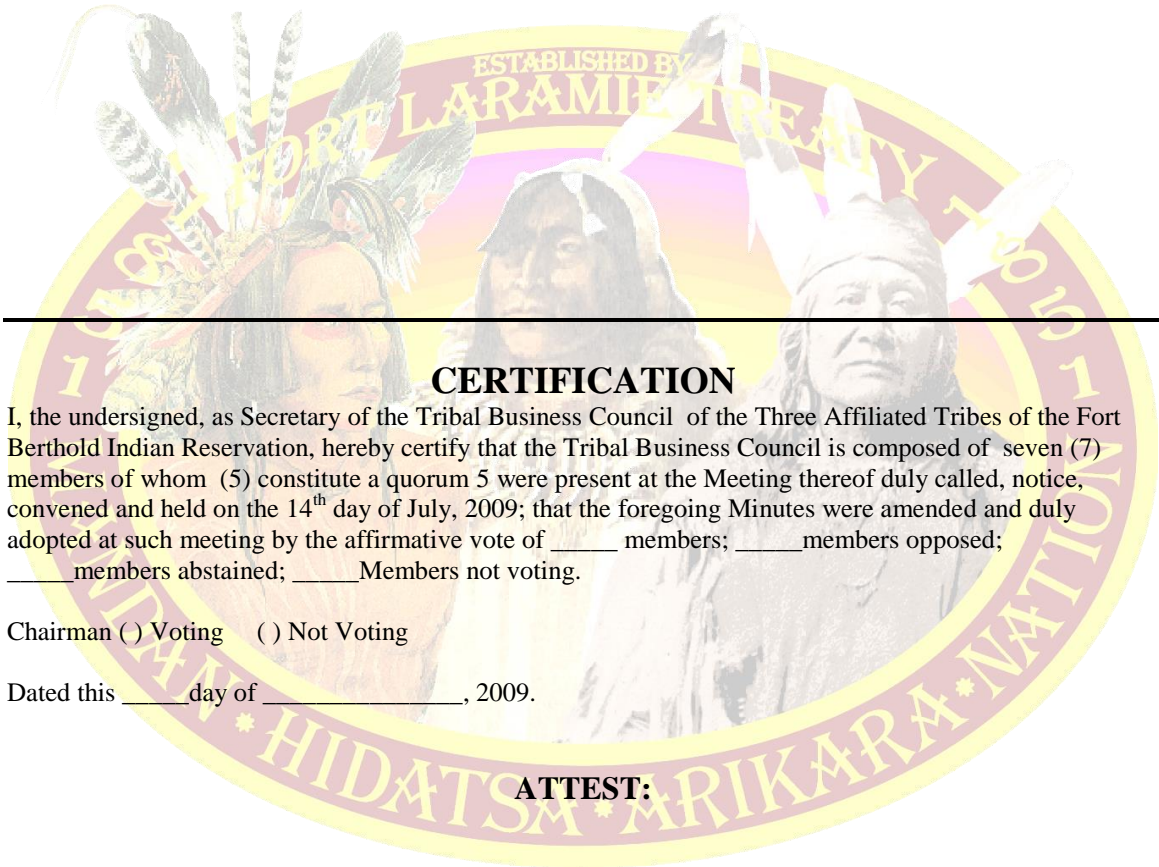 ESTABLISHED BY
FORT LARAMIE TREATY
1851
1851
MANDAN * HIDATSA * ARIKARA * NATION
CERTIFICATION
I, the undersigned, as Secretary of the Tribal Business Council of the Three Affiliated Tribes of the Fort
Berthold Indian Reservation, hereby certify that the Tribal Business Council is composed of seven (7)
members of whom (5) constitute a quorum 5 were present at the Meeting thereof duly called, notice,
convened and held on the 14th day of July, 2009; that the foregoing Minutes were amended and duly
adopted at such meeting by the affirmative vote of _____ members; _____members opposed;
_____members abstained; _____Members not voting.
Chairman ( ) Voting ( ) Not Voting
Dated this _____day of _______________, 2009.
ATTEST: